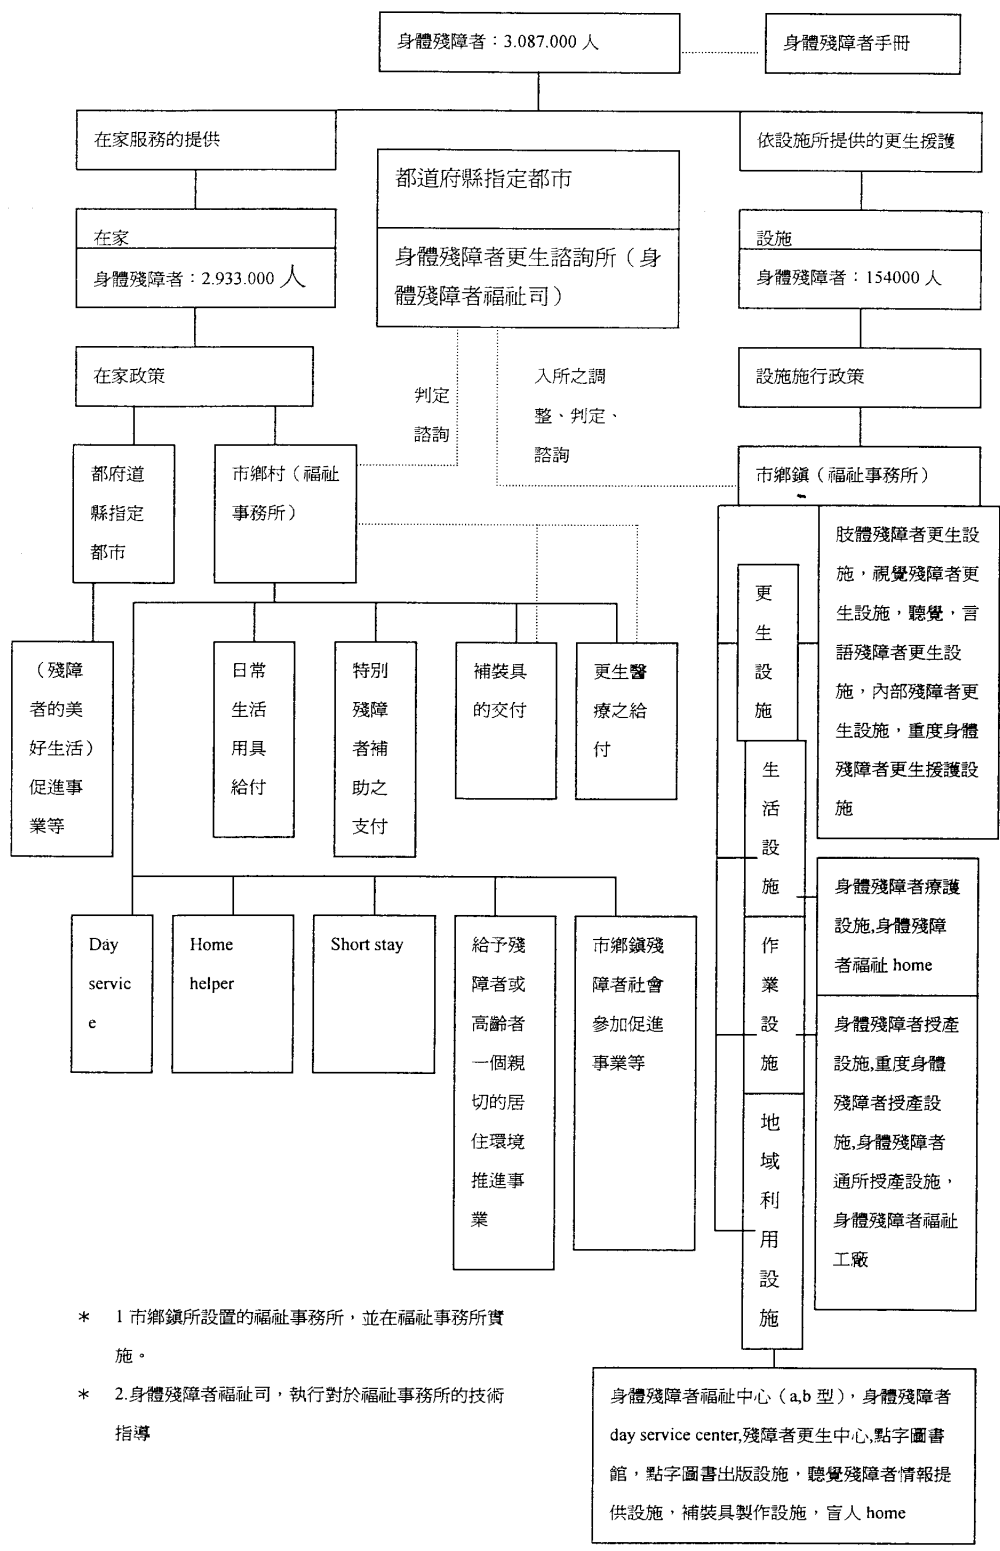 身體殘障者：3.087.000 人
身體殘障者手冊
在家服務的提供
依設施所提供的更生援護
都道府縣指定都市
身體殘障者更生諮詢所（身
體殘障者福祉司）
在家
身體殘障者：2.933.000 人
設施
身體殘障者：154000 人
在家政策
設施施行政策
判定
諮詢
入所之調
整、判定、
諮詢
都府道
縣指定
都市
市鄉村（福祉
事務所）
市鄉鎮（福祉事務所）
（殘障
者的美
好生活）
促進事
業等
日常
生活
用具
給付
特別
殘障
者補
助之
支付
補裝具
的交付
更生醫
療之給
付
更
生
設
施
肢體殘障者更生設
施，視覺殘障者更
生設施，聽覺，言
語殘障者更生設
施，內部殘障者更
生設施，重度身體
殘障者更生援護設
施
生
活
設
施
身體殘障者療護
設施,身體殘障
者福祉 home
Day
servic
e
Home
helper
Short stay
給予殘
障者或
高齡者
一個親
切的居
住環境
推進事
業
市鄉鎮殘
障者社會
參加促進
事業等
作
業
設
施
身體殘障者授產
設施,重度身體
殘障者授產設
施,身體殘障者
通所授產設施，
身體殘障者福祉
工廠
地
域
利
用
設
施
身體殘障者福祉中心（a,b 型），身體殘障者
day service center,殘障者更生中心,點字圖書
館，點字圖書出版設施，聽覺殘障者情報提
供設施，補裝具製作設施，盲人 home
* 1 市鄉鎮所設置的福祉事務所，並在福祉事務所實
施。
* 2.身體殘障者福祉司，執行對於福祉事務所的技術
指導